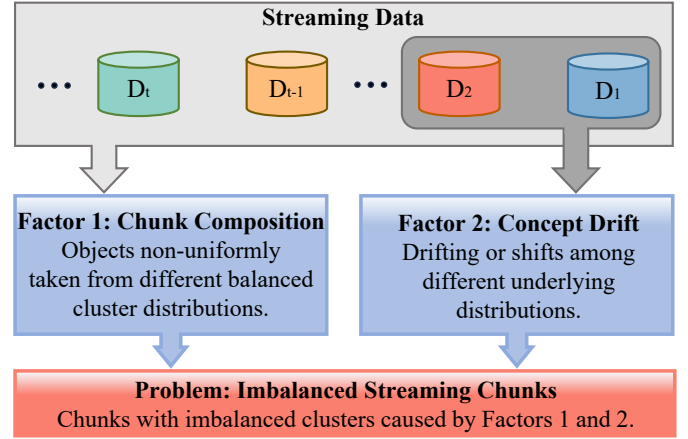 Streaming Data
... Dt Dt-1 ... D2 D1
Factor 1: Chunk Composition
Objects non-uniformly
taken from different balanced
cluster distributions.
Factor 2: Concept Drift
Drifting or shifts among
different underlying
distributions.
Problem: Imbalanced Streaming Chunks
Chunks with imbalanced clusters caused by Factors 1 and 2.